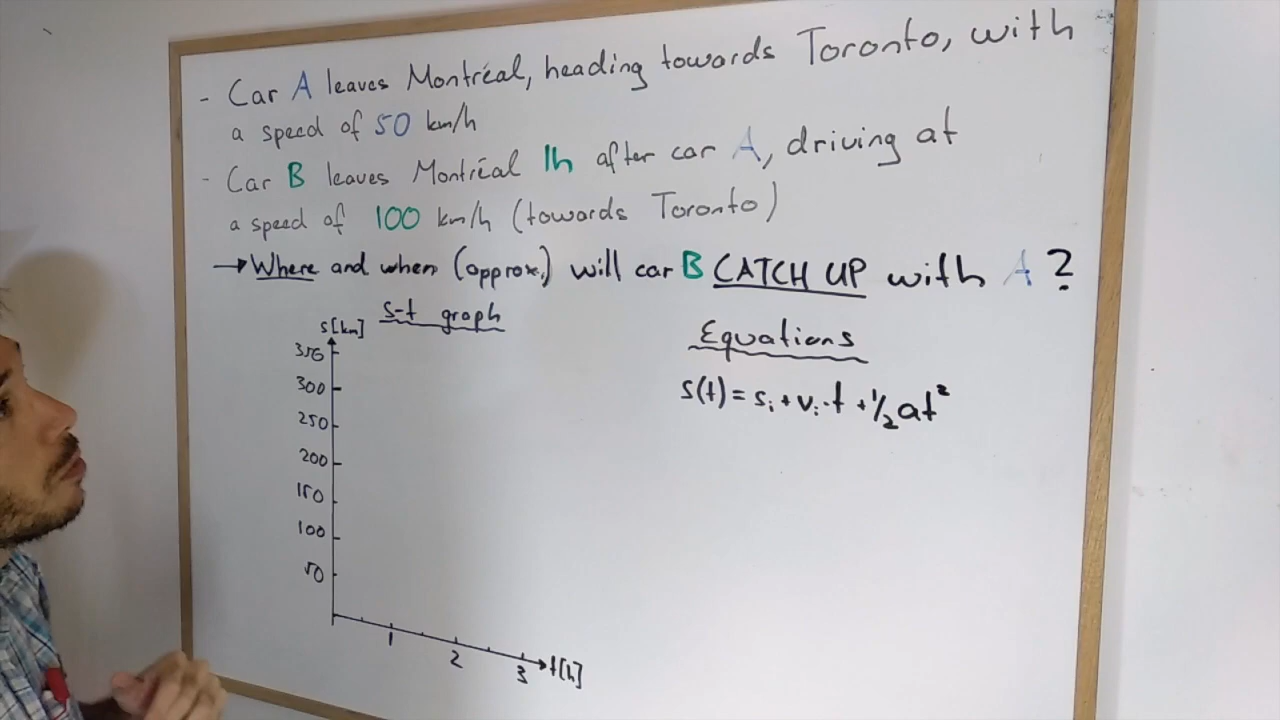 - Car A leaves Montréal, heading towards Toronto, with
a speed of 50 km/h
- Car B leaves Montréal 1h after car A, driving at
a speed of 100 km/h (towards Toronto)
→ Where and when (approx.) will car B CATCH UP with A ?
s-t graph
s[km]
350
300
250
200
150
100
50
1
2
3
t[h]
Equations
s(t) = si + vi·t + 1/2 at²